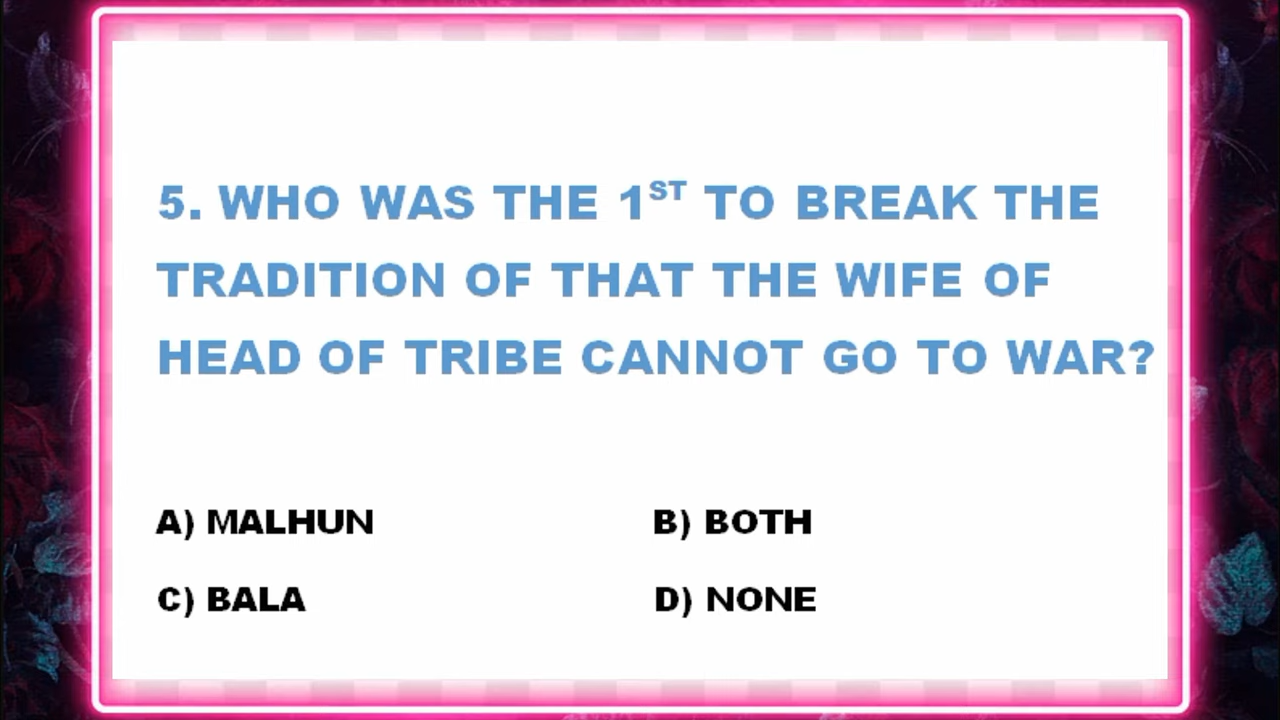 5. WHO WAS THE 1ST TO BREAK THE
TRADITION OF THAT THE WIFE OF
HEAD OF TRIBE CANNOT GO TO WAR?
A) MALHUN B) BOTH
C) BALA D) NONE